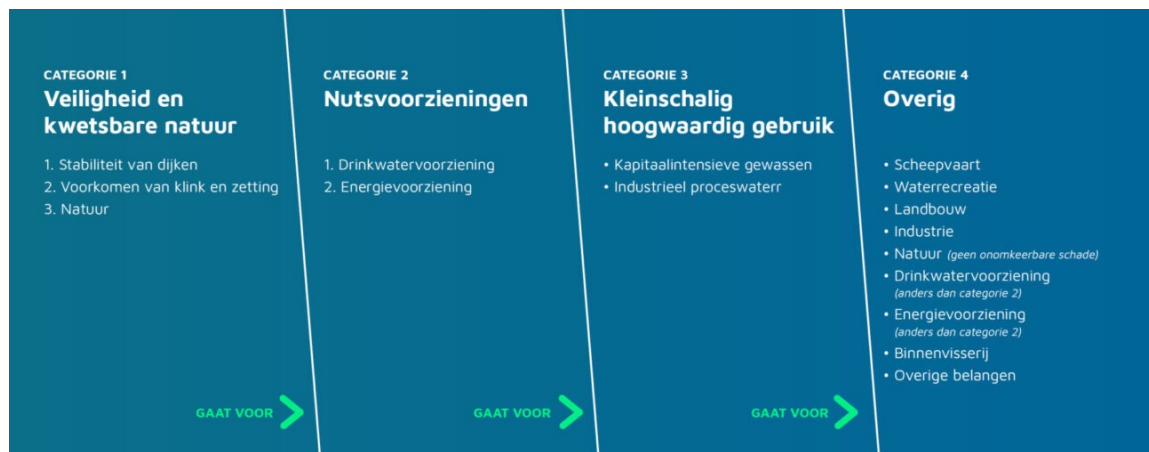 CATEGORIE 1
Veiligheid en
kwetsbare natuur
1. Stabiliteit van dijken
2. Voorkomen van klink en zetting
3. Natuur
GAAT VOOR
CATEGORIE 2
Nutsvoorzieningen
1. Drinkwatervoorziening
2. Energievoorziening
GAAT VOOR
CATEGORIE 3
Kleinschalig
hoogwaardig gebruik
• Kapitaalintensieve gewassen
• Industrieel proceswaterr
GAAT VOOR
CATEGORIE 4
Overig
• Scheepvaart
• Waterrecreatie
• Landbouw
• Industrie
• Natuur (geen onomkeerbare schade)
• Drinkwatervoorziening
(anders dan categorie 2)
• Energievoorziening
(anders dan categorie 2)
• Binnenvisserij
• Overige belangen